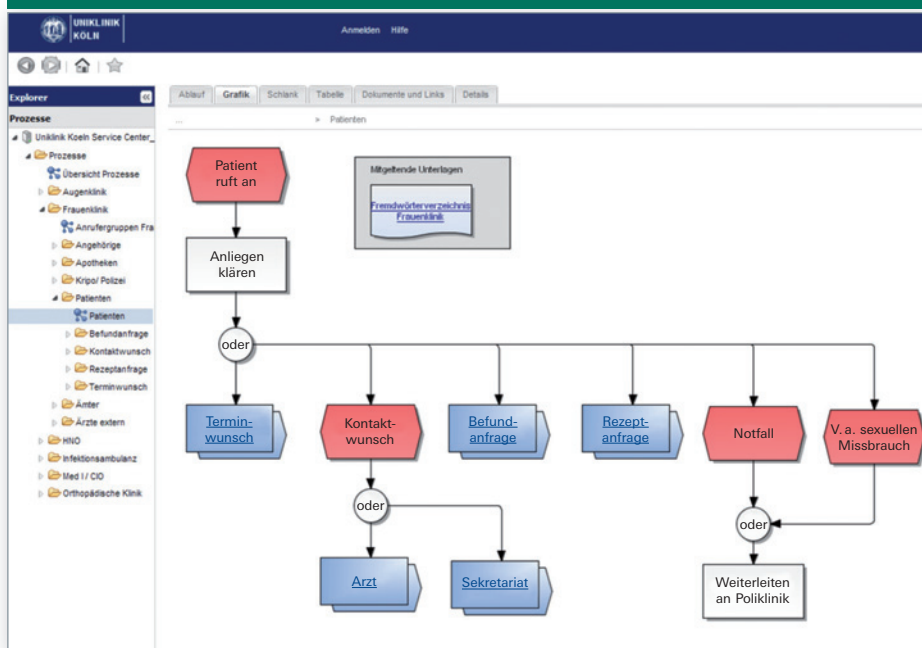 UNIKLINIK
KÖLN
Anmelden Hilfe
Explorer
Ablauf Grafik Schlank Tabelle Dokumente und Links Details
Prozesse
... » Patienten
Uniklinik Koeln Service Center_
Prozesse
Übersicht Prozesse
Augenklinik
Frauenklinik
Anrufergruppen Fra
Angehörige
Apotheken
Kripo/ Polizei
Patienten
Patienten
Befundanfrage
Kontaktwunsch
Rezeptanfrage
Terminwunsch
Ämter
Ärzte extern
HNO
Infektionsambulanz
Med I / CIO
Orthopädische Klinik
Patient
ruft an
Mitgeltende Unterlagen
Fremdwörterverzeichnis
Frauenklinik
Anliegen
klären
oder
Termin-
wunsch
Kontakt-
wunsch
Befund-
anfrage
Rezept-
anfrage
Notfall
V. a. sexuellen
Missbrauch
oder
oder
Arzt
Sekretariat
Weiterleiten
an Poliklinik